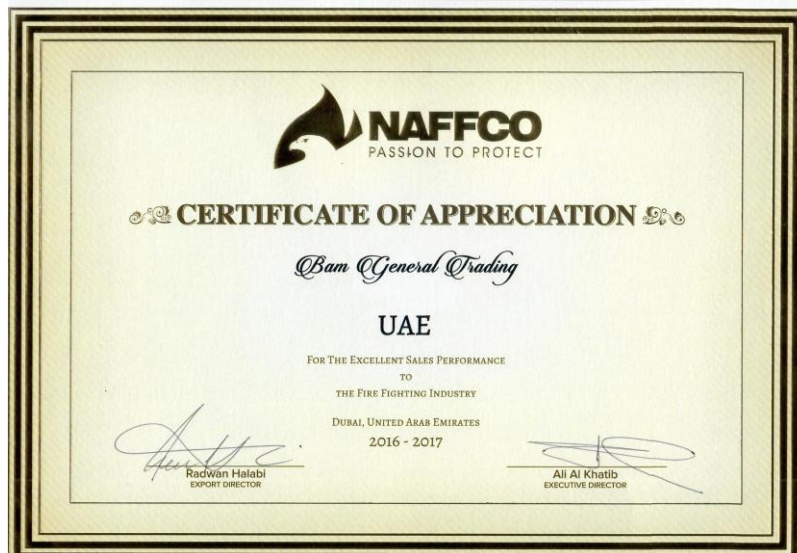 NAFFCO
PASSION TO PROTECT
CERTIFICATE OF APPRECIATION
Bam General Trading
UAE
FOR THE EXCELLENT SALES PERFORMANCE
TO
THE FIRE FIGHTING INDUSTRY
DUBAI, UNITED ARAB EMIRATES
2016 - 2017
Radwan Halabi
EXPORT DIRECTOR
Ali Al Khatib
EXECUTIVE DIRECTOR